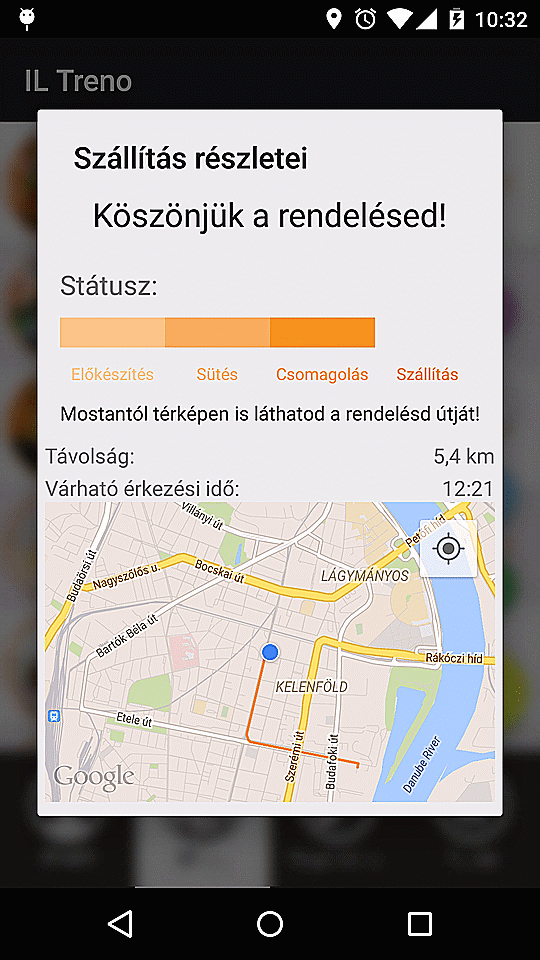 10:32
IL Treno
Szállítás részletei
Köszönjük a rendelésed!
Státusz:
Előkészítés Sütés Csomagolás Szállítás
Mostantól térképen is láthatod a rendelésd útját!
Távolság: 5,4 km
Várható érkezési idő: 12:21
Villányi út
Petőfi híd
Budaörsi út
Nagyszőlős u.
Bocskai út
LÁGYMÁNYOS
Bartók Béla út
Rákóczi híd
KELENFÖLD
Etele út
Szerémi út
Budafoki út
Danube River
Google